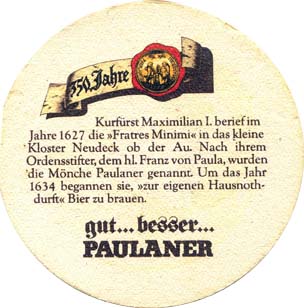 350 Jahre
Kurfürst Maximilian I. berief im
Jahre 1627 die »Fratres Minimi« in das kleine
Kloster Neudeck ob der Au. Nach ihrem
Ordensstifter, dem hl. Franz von Paula, wurden
die Mönche Paulaner genannt. Um das Jahr
1634 begannen sie, »zur eigenen Hausnoth-
durft« Bier zu brauen.
gut... besser...
PAULANER